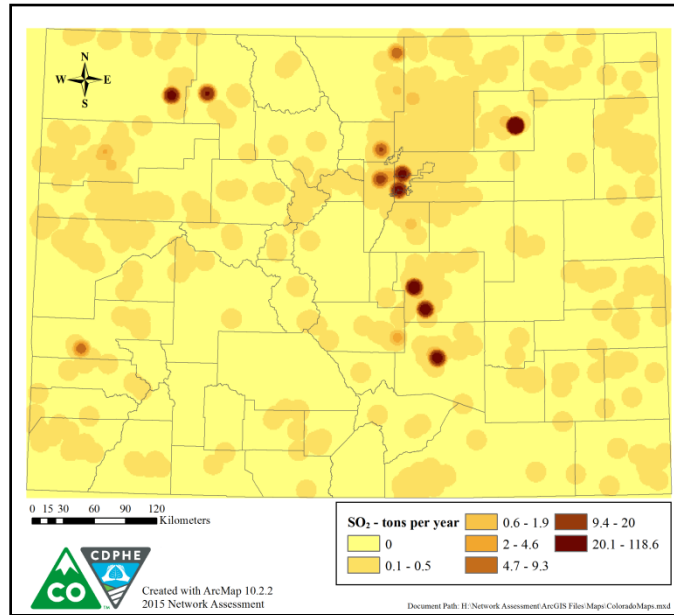 N
W E
S
0 15 30 60 90 120
Kilometers
SO₂ - tons per year
0
0.1 - 0.5
0.6 - 1.9
2 - 4.6
4.7 - 9.3
9.4 - 20
20.1 - 118.6
CO
TM
CDPHE
Created with ArcMap 10.2.2
2015 Network Assessment
Document Path: H:\Network Assessment\ArcGIS Files\Maps\ColoradoMaps.mxd